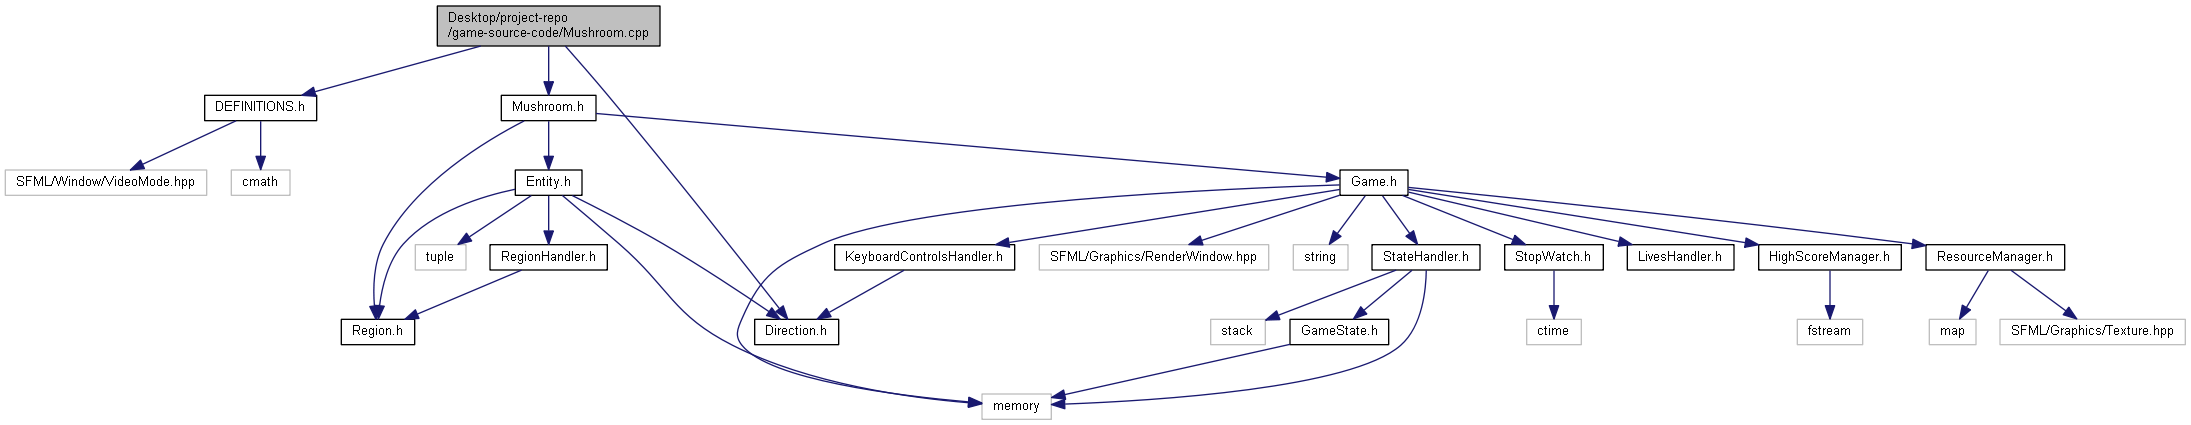 Desktop/project-repo
/game-source-code/Mushroom.cpp
DEFINITIONS.h
Mushroom.h
SFML/Window/VideoMode.hpp
cmath
Entity.h
Game.h
tuple
RegionHandler.h
KeyboardControlsHandler.h
SFML/Graphics/RenderWindow.hpp
string
StateHandler.h
StopWatch.h
LivesHandler.h
HighScoreManager.h
ResourceManager.h
Region.h
Direction.h
stack
GameState.h
ctime
fstream
map
SFML/Graphics/Texture.hpp
memory